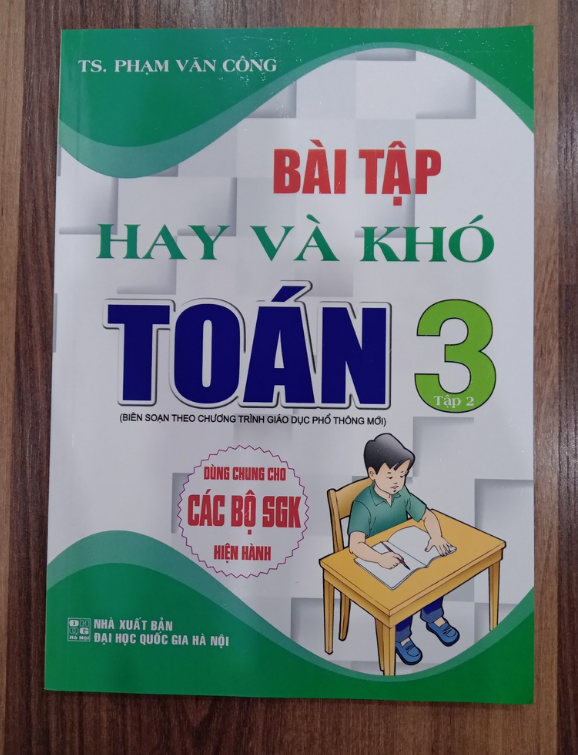 TS. PHẠM VĂN CÔNG
BÀI TẬP
HAY VÀ KHÓ
TOÁN 3
Tập 2
(BIÊN SOẠN THEO CHƯƠNG TRÌNH GIÁO DỤC PHỔ THÔNG MỚI)
DÙNG CHUNG CHO
CÁC BỘ SGK
HIỆN HÀNH
NHÀ XUẤT BẢN
ĐẠI HỌC QUỐC GIA HÀ NỘI